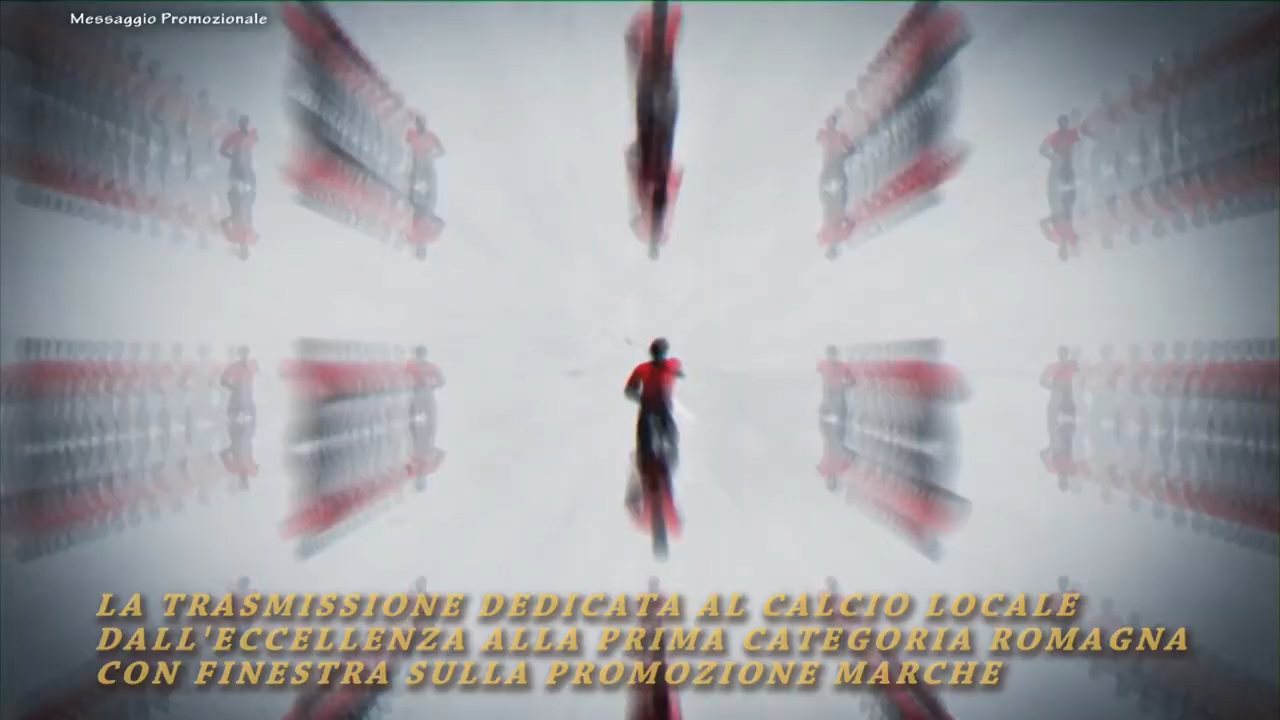 Messaggio Promozionale
LA TRASMISSIONE DEDICATA AL CALCIO LOCALE
DALL'ECCELLENZA ALLA PRIMA CATEGORIA ROMAGNA
CON FINESTRA SULLA PROMOZIONE MARCHE